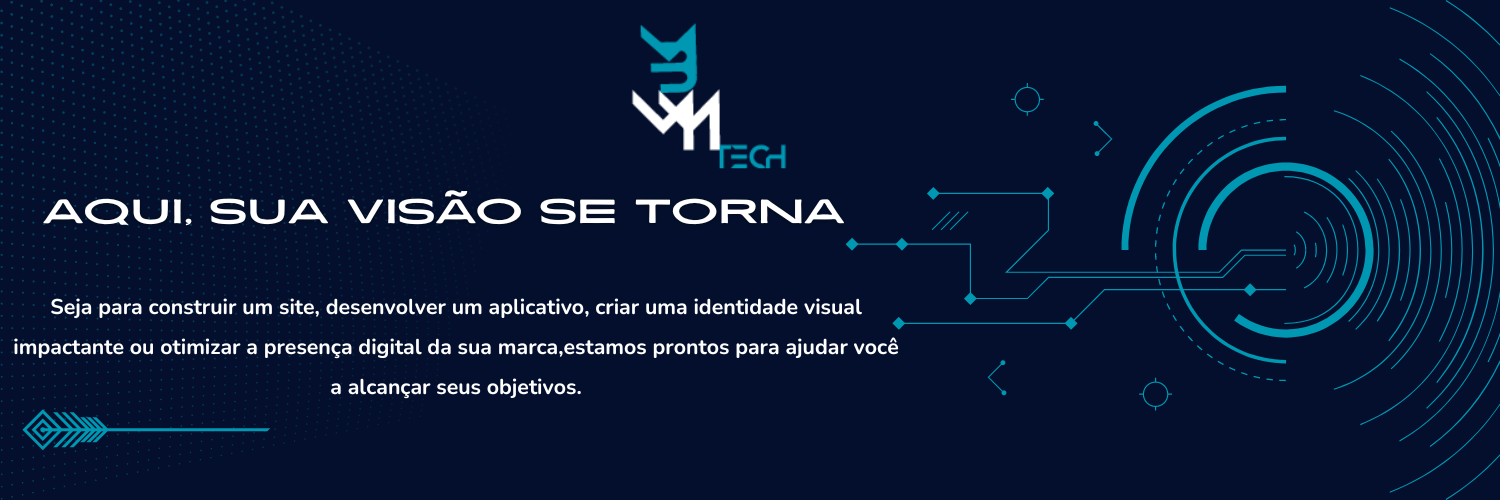 TECH
AQUI, SUA VISÃO SE TORNA
Seja para construir um site, desenvolver um aplicativo, criar uma identidade visual
impactante ou otimizar a presença digital da sua marca,estamos prontos para ajudar você
a alcançar seus objetivos.